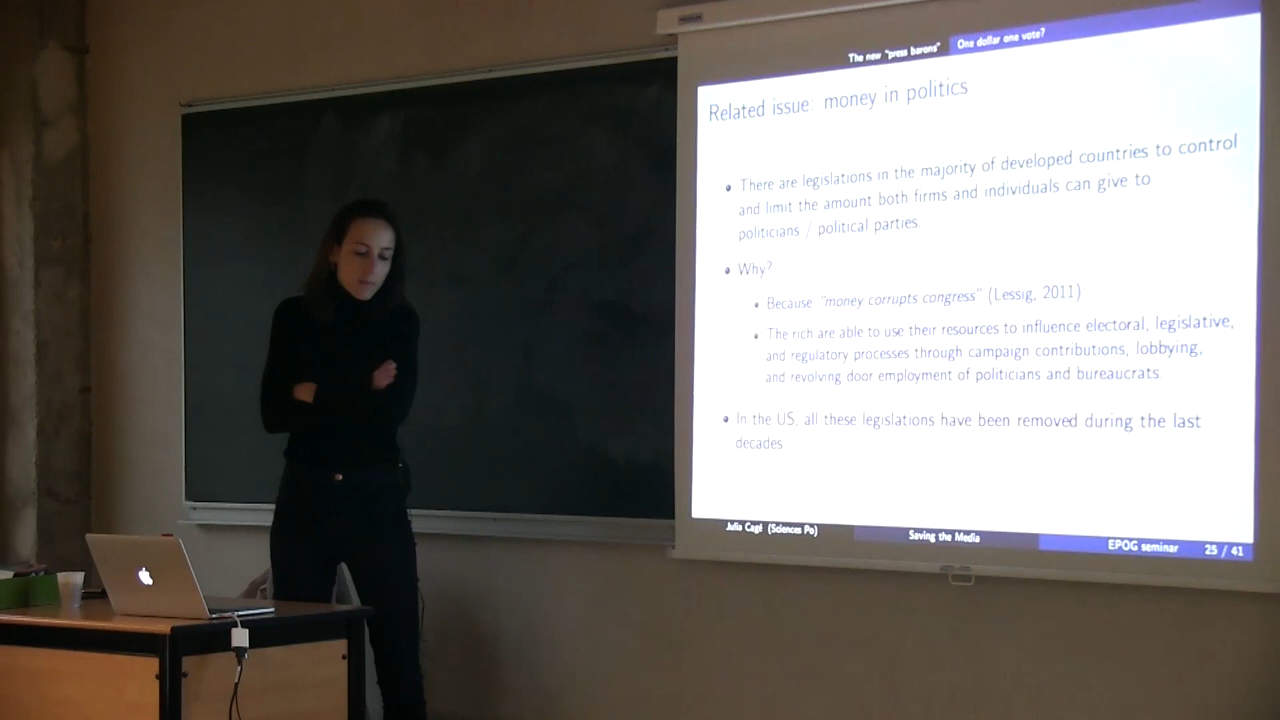 The new "press barons"
One dollar one vote?
Related issue: money in politics
There are legislations in the majority of developed countries to control
and limit the amount both firms and individuals can give to
politicians / political parties.
Why?
Because "money corrupts congress" (Lessig, 2011)
The rich are able to use their resources to influence electoral, legislative,
and regulatory processes through campaign contributions, lobbying,
and revolving door employment of politicians and bureaucrats.
In the US, all these legislations have been removed during the last
decades
Julia Cagé (Sciences Po)
Saving the Media
EPOG seminar
25 / 41